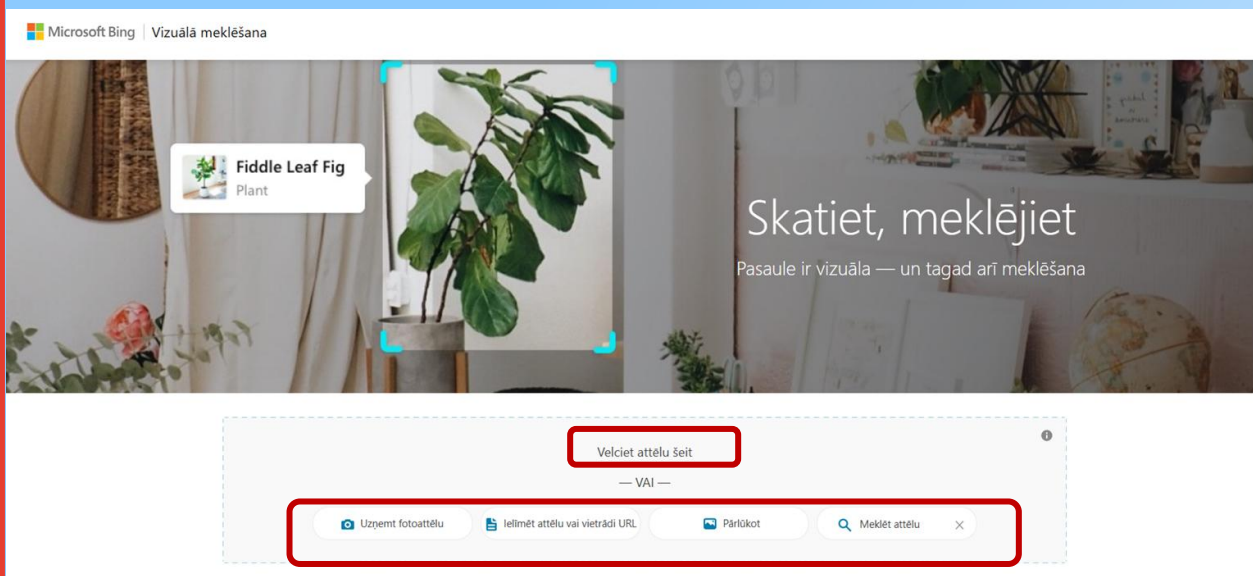 Microsoft Bing | Vizuālā meklēšana
Fiddle Leaf Fig
Plant
Skatiet, meklējiet
Pasaule ir vizuāla — un tagad arī meklēšana
Velciet attēlu šeit
— VAI —
Uzņemt fotoattēlu
Ielīmēt attēlu vai vietrādi URL
Pārlūkot
Meklēt attēlu